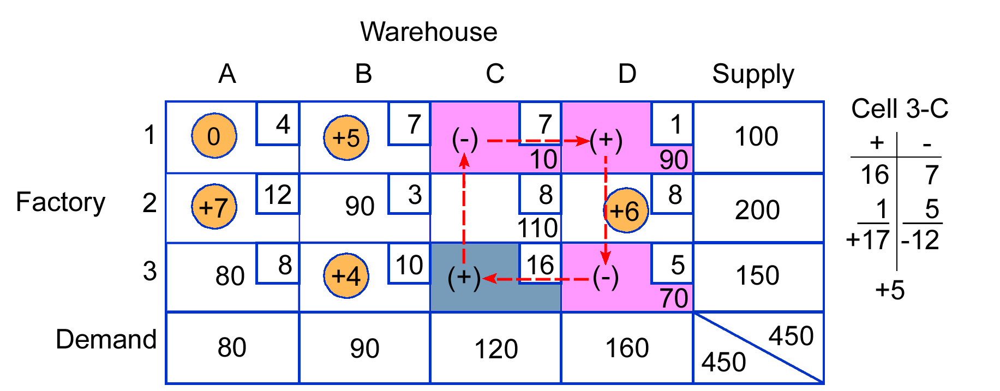 Warehouse
A B C D Supply
Cell 3-C
+ -
1 0 4 +5 7 (-) 7 10 (+) 1 90 100
16 7
Factory 2 +7 12 90 3 8 110 +6 8 200
1 5
+17 -12
3 80 8 +4 10 (+) 16 (-) 5 70 150
+5
Demand 80 90 120 160 450 450